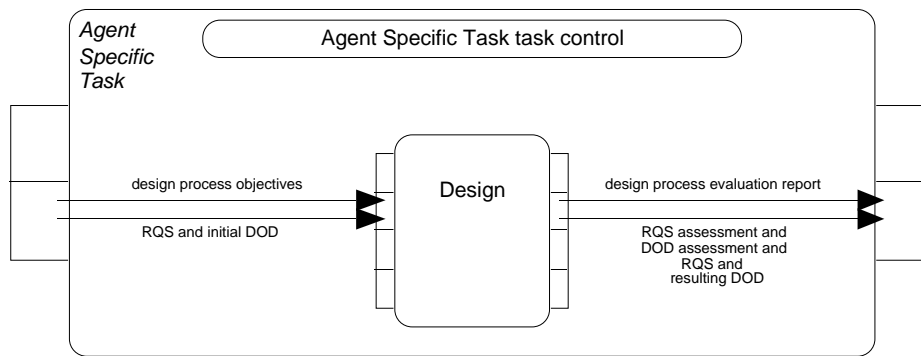 Agent
Specific
Task
Agent Specific Task task control
design process objectives
RQS and initial DOD
Design
design process evaluation report
RQS assessment and
DOD assessment and
RQS and
resulting DOD